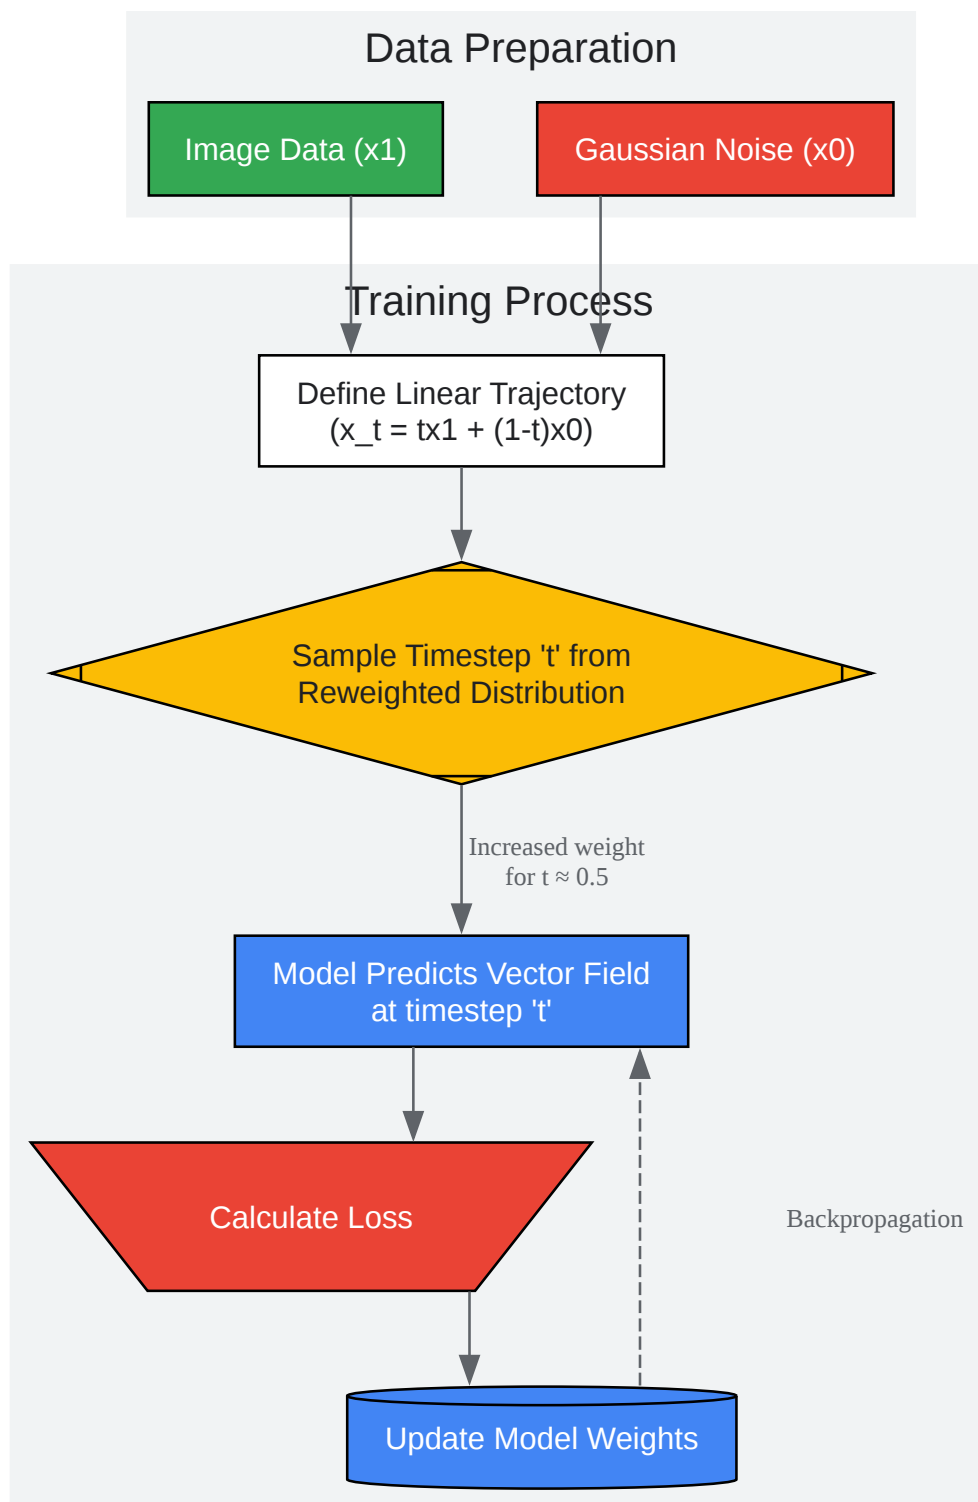 Data Preparation
Image Data (x1)
Gaussian Noise (x0)
Training Process
Define Linear Trajectory
(x_t = tx1 + (1-t)x0)
Sample Timestep 't' from
Reweighted Distribution
Increased weight
for t ≈ 0.5
Model Predicts Vector Field
at timestep 't'
Calculate Loss
Backpropagation
Update Model Weights